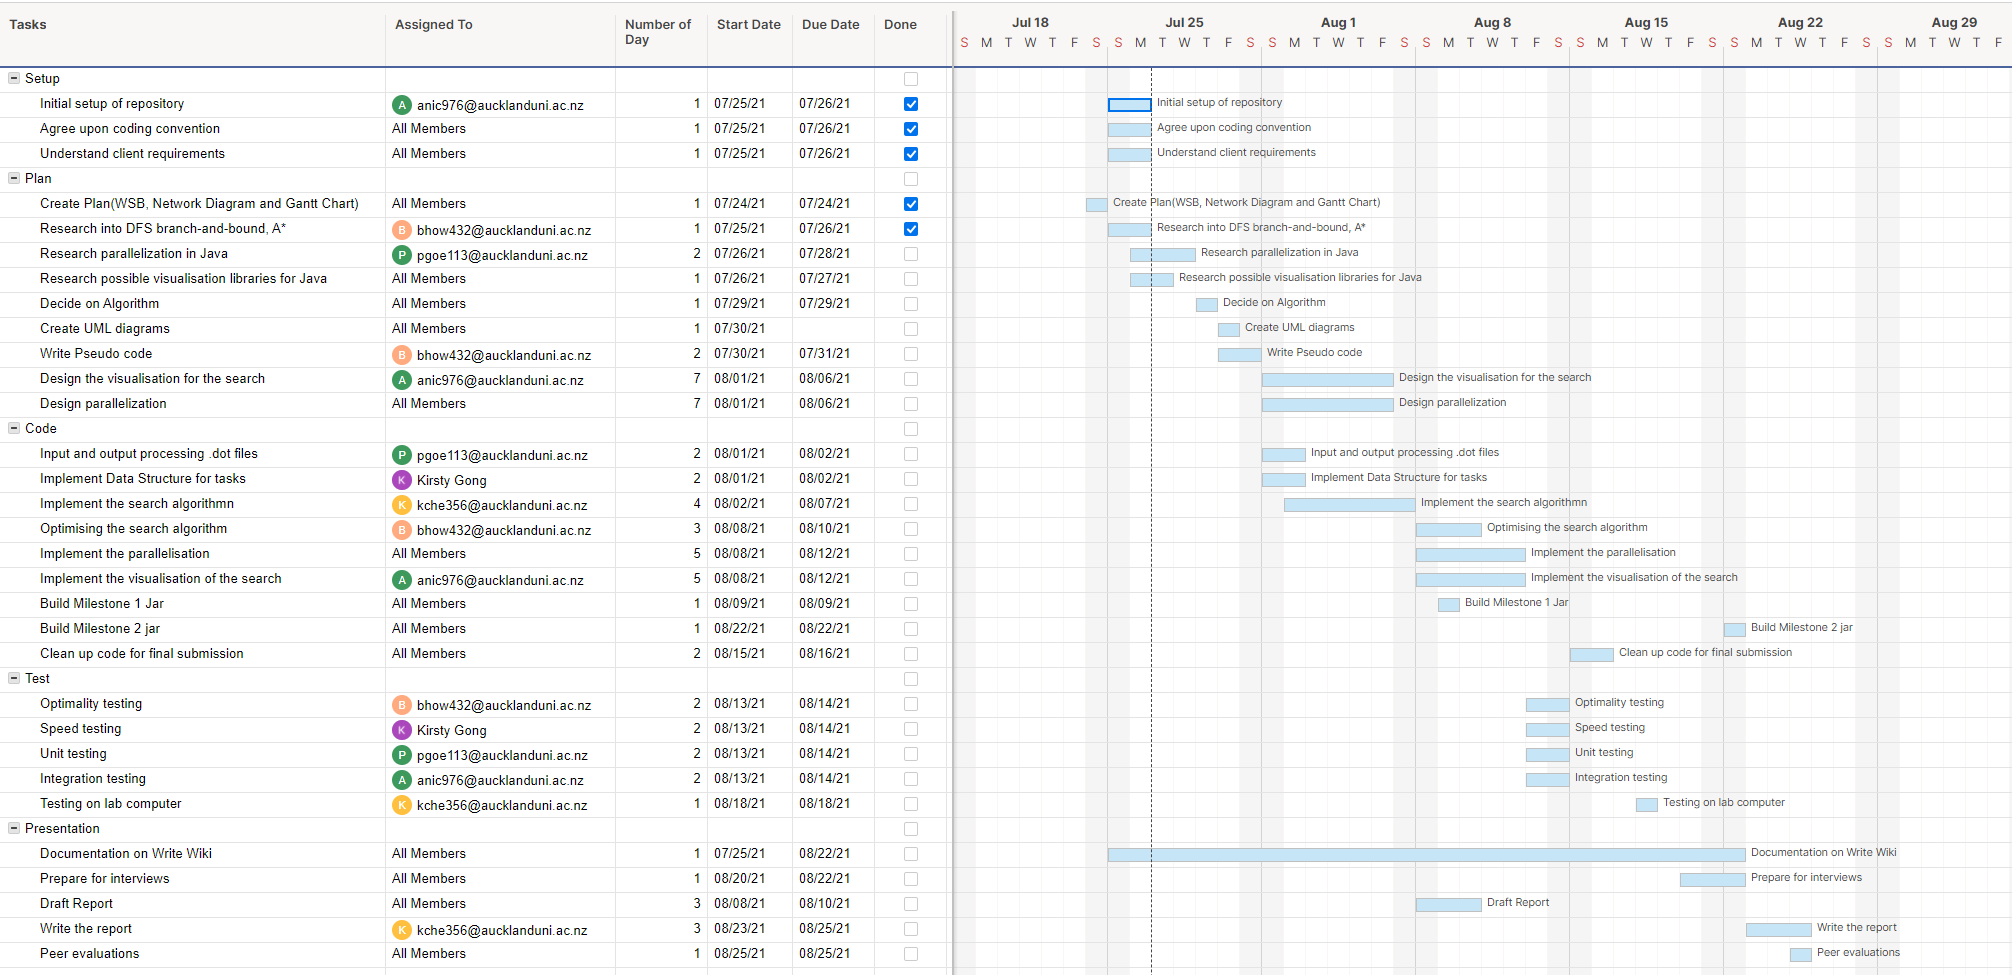 Tasks Assigned To Number of Day Start Date Due Date Done Jul 18 Jul 25 Aug 1 Aug 8 Aug 15 Aug 22 Aug 29
S M T W T F S S M T W T F S S M T W T F S S M T W T F S S M T W T F S S M T W T F S S M T W T F
Setup
Initial setup of repository A anic976@aucklanduni.ac.nz 1 07/25/21 07/26/21 Initial setup of repository
Agree upon coding convention All Members 1 07/25/21 07/26/21 Agree upon coding convention
Understand client requirements All Members 1 07/25/21 07/26/21 Understand client requirements
Plan
Create Plan(WSB, Network Diagram and Gantt Chart) All Members 1 07/24/21 07/24/21 Create Plan(WSB, Network Diagram and Gantt Chart)
Research into DFS branch-and-bound, A* B bhow432@aucklanduni.ac.nz 1 07/25/21 07/26/21 Research into DFS branch-and-bound, A*
Research parallelization in Java P pgoe113@aucklanduni.ac.nz 2 07/26/21 07/28/21 Research parallelization in Java
Research possible visualisation libraries for Java All Members 1 07/26/21 07/27/21 Research possible visualisation libraries for Java
Decide on Algorithm All Members 1 07/29/21 07/29/21 Decide on Algorithm
Create UML diagrams All Members 1 07/30/21 Create UML diagrams
Write Pseudo code B bhow432@aucklanduni.ac.nz 2 07/30/21 07/31/21 Write Pseudo code
Design the visualisation for the search A anic976@aucklanduni.ac.nz 7 08/01/21 08/06/21 Design the visualisation for the search
Design parallelization All Members 7 08/01/21 08/06/21 Design parallelization
Code
Input and output processing .dot files P pgoe113@aucklanduni.ac.nz 2 08/01/21 08/02/21 Input and output processing .dot files
Implement Data Structure for tasks K Kirsty Gong 2 08/01/21 08/02/21 Implement Data Structure for tasks
Implement the search algorithmn K kche356@aucklanduni.ac.nz 4 08/02/21 08/07/21 Implement the search algorithmn
Optimising the search algorithm B bhow432@aucklanduni.ac.nz 3 08/08/21 08/10/21 Optimising the search algorithm
Implement the parallelisation All Members 5 08/08/21 08/12/21 Implement the parallelisation
Implement the visualisation of the search A anic976@aucklanduni.ac.nz 5 08/08/21 08/12/21 Implement the visualisation of the search
Build Milestone 1 Jar All Members 1 08/09/21 08/09/21 Build Milestone 1 Jar
Build Milestone 2 jar All Members 1 08/22/21 08/22/21 Build Milestone 2 jar
Clean up code for final submission All Members 2 08/15/21 08/16/21 Clean up code for final submission
Test
Optimality testing B bhow432@aucklanduni.ac.nz 2 08/13/21 08/14/21 Optimality testing
Speed testing K Kirsty Gong 2 08/13/21 08/14/21 Speed testing
Unit testing P pgoe113@aucklanduni.ac.nz 2 08/13/21 08/14/21 Unit testing
Integration testing A anic976@aucklanduni.ac.nz 2 08/13/21 08/14/21 Integration testing
Testing on lab computer K kche356@aucklanduni.ac.nz 1 08/18/21 08/18/21 Testing on lab computer
Presentation
Documentation on Write Wiki All Members 1 07/25/21 08/22/21 Documentation on Write Wiki
Prepare for interviews All Members 1 08/20/21 08/22/21 Prepare for interviews
Draft Report All Members 3 08/08/21 08/10/21 Draft Report
Write the report K kche356@aucklanduni.ac.nz 3 08/23/21 08/25/21 Write the report
Peer evaluations All Members 1 08/25/21 08/25/21 Peer evaluations